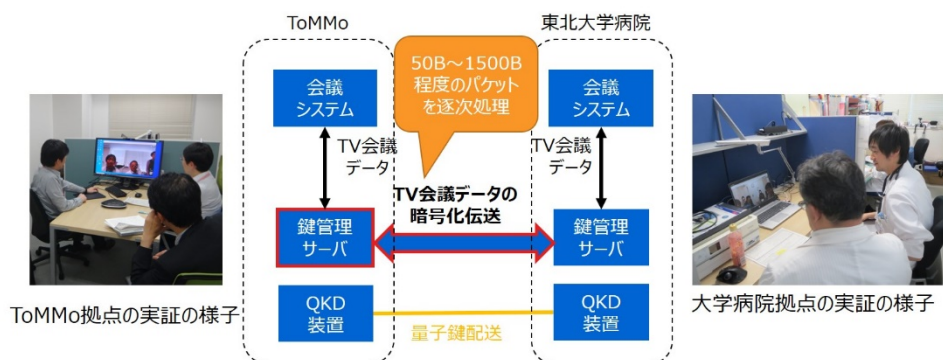 ToMMo
東北大学病院
50B～1500B
程度のパケット
を逐次処理
会議
システム
会議
システム
TV会議
データ
TV会議
データ
TV会議データの
暗号化伝送
鍵管理
サーバ
鍵管理
サーバ
QKD
装置
QKD
装置
量子鍵配送
ToMMo拠点の実証の様子
大学病院拠点の実証の様子